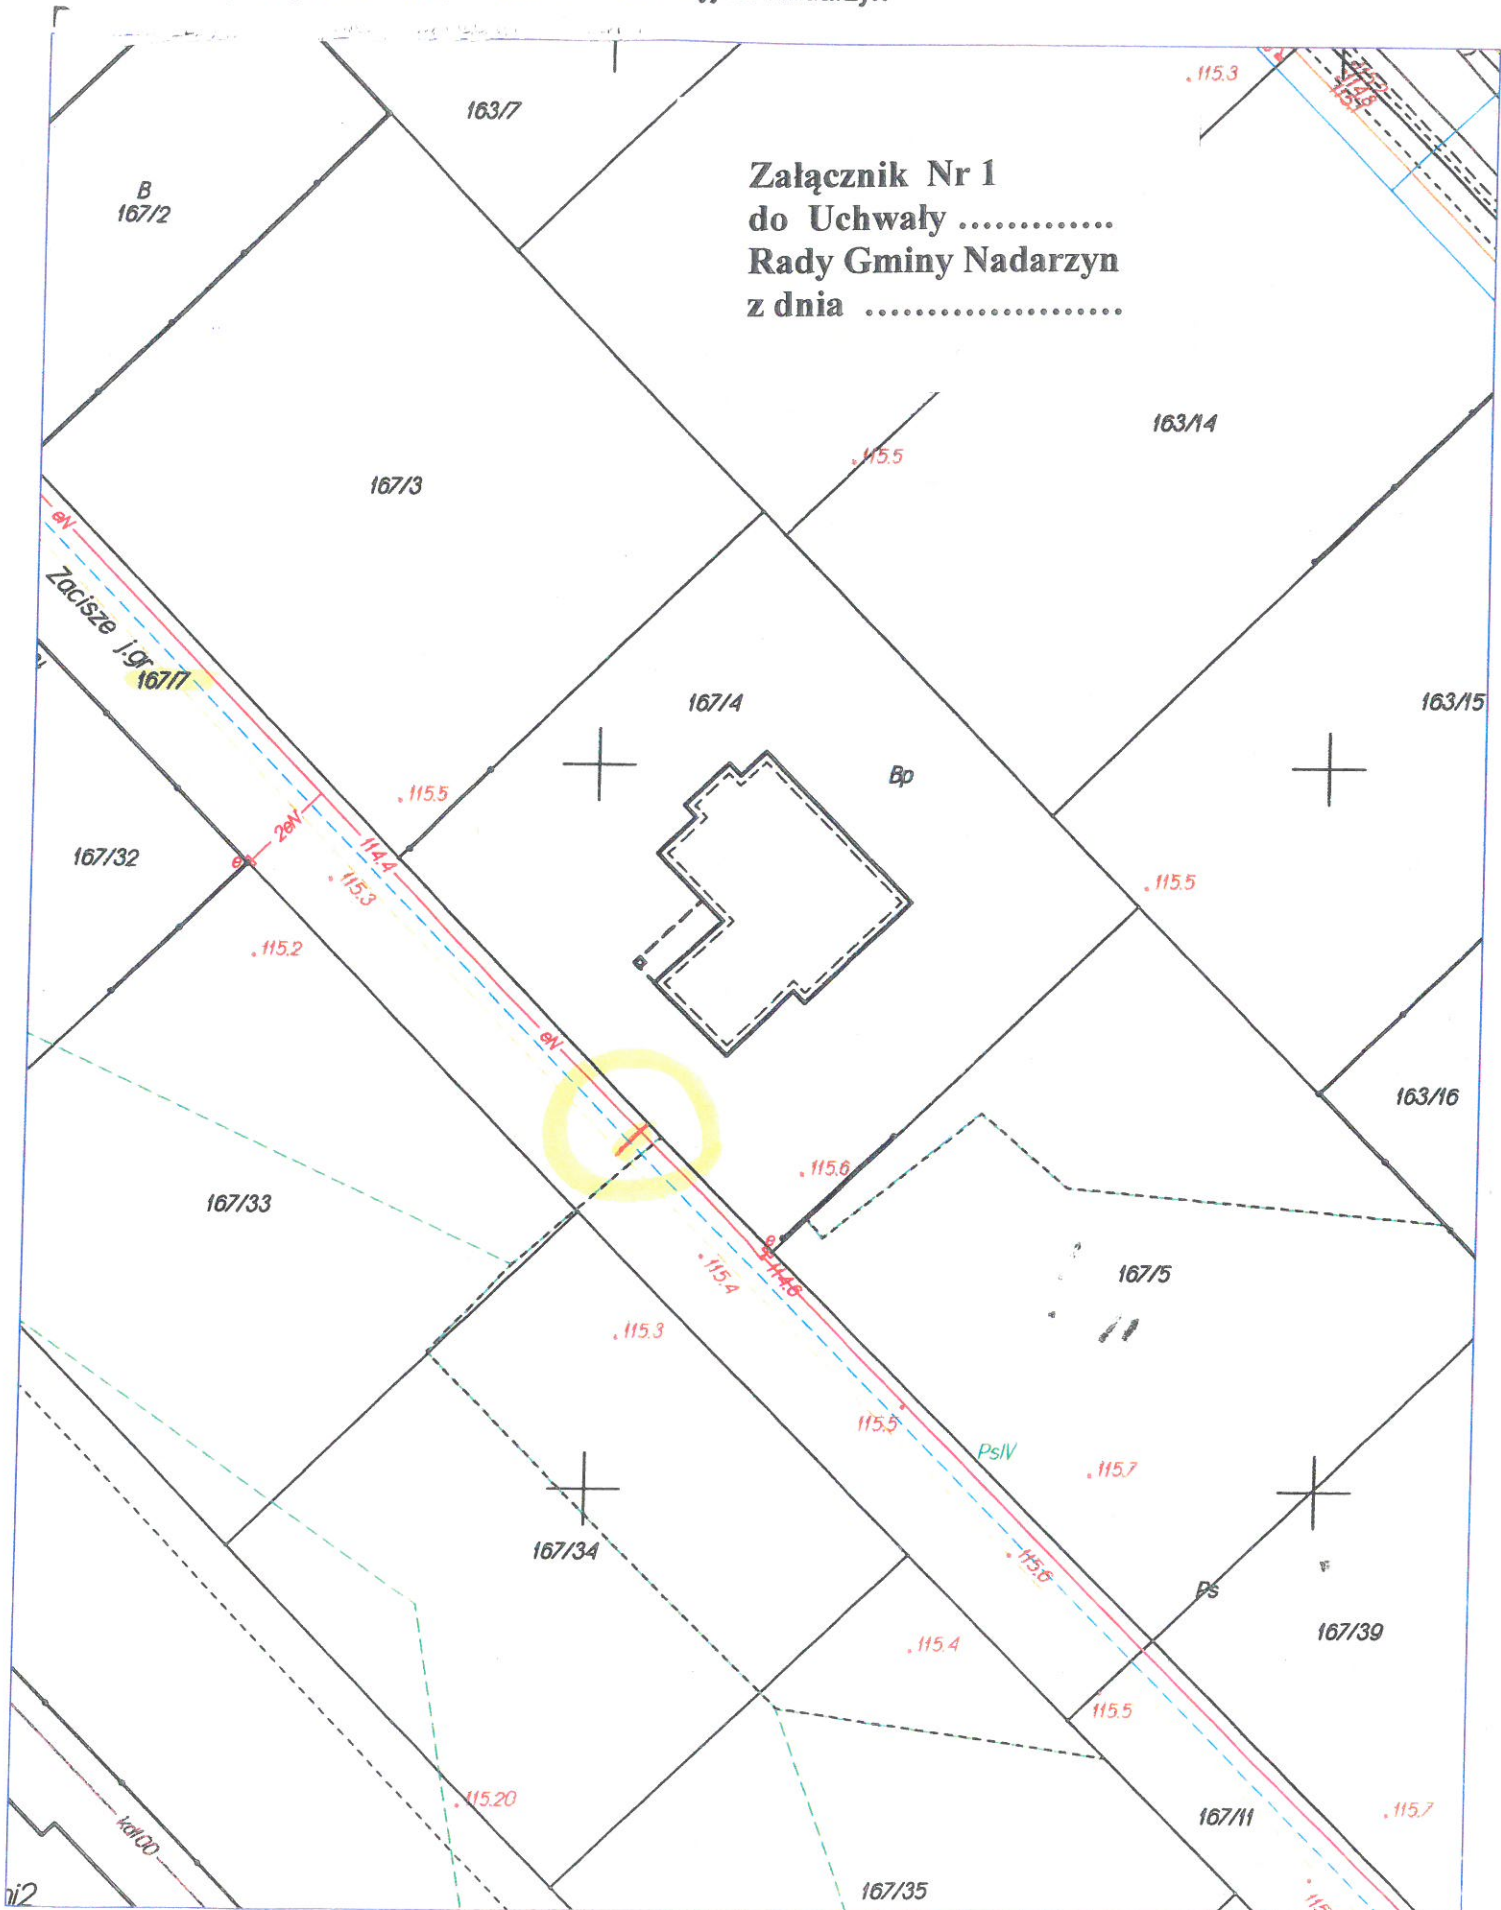 163/7
115.3
Załącznik Nr 1
do Uchwały .............
Rady Gminy Nadarzyn
z dnia .....................
B
167/2
163/14
115.5
167/3
eN
Zacisze j.gr
167/7
167/4
163/15
Bp
115.5
2eN
114.4
167/32
e
115.3
115.5
115.2
eN
163/16
115.6
167/33
e
115.4
114.6
167/5
115.3
115.5
PsIV
115.7
167/34
115.6
Ps
167/39
115.4
115.5
115.20
167/11
115.7
kd100
167/35